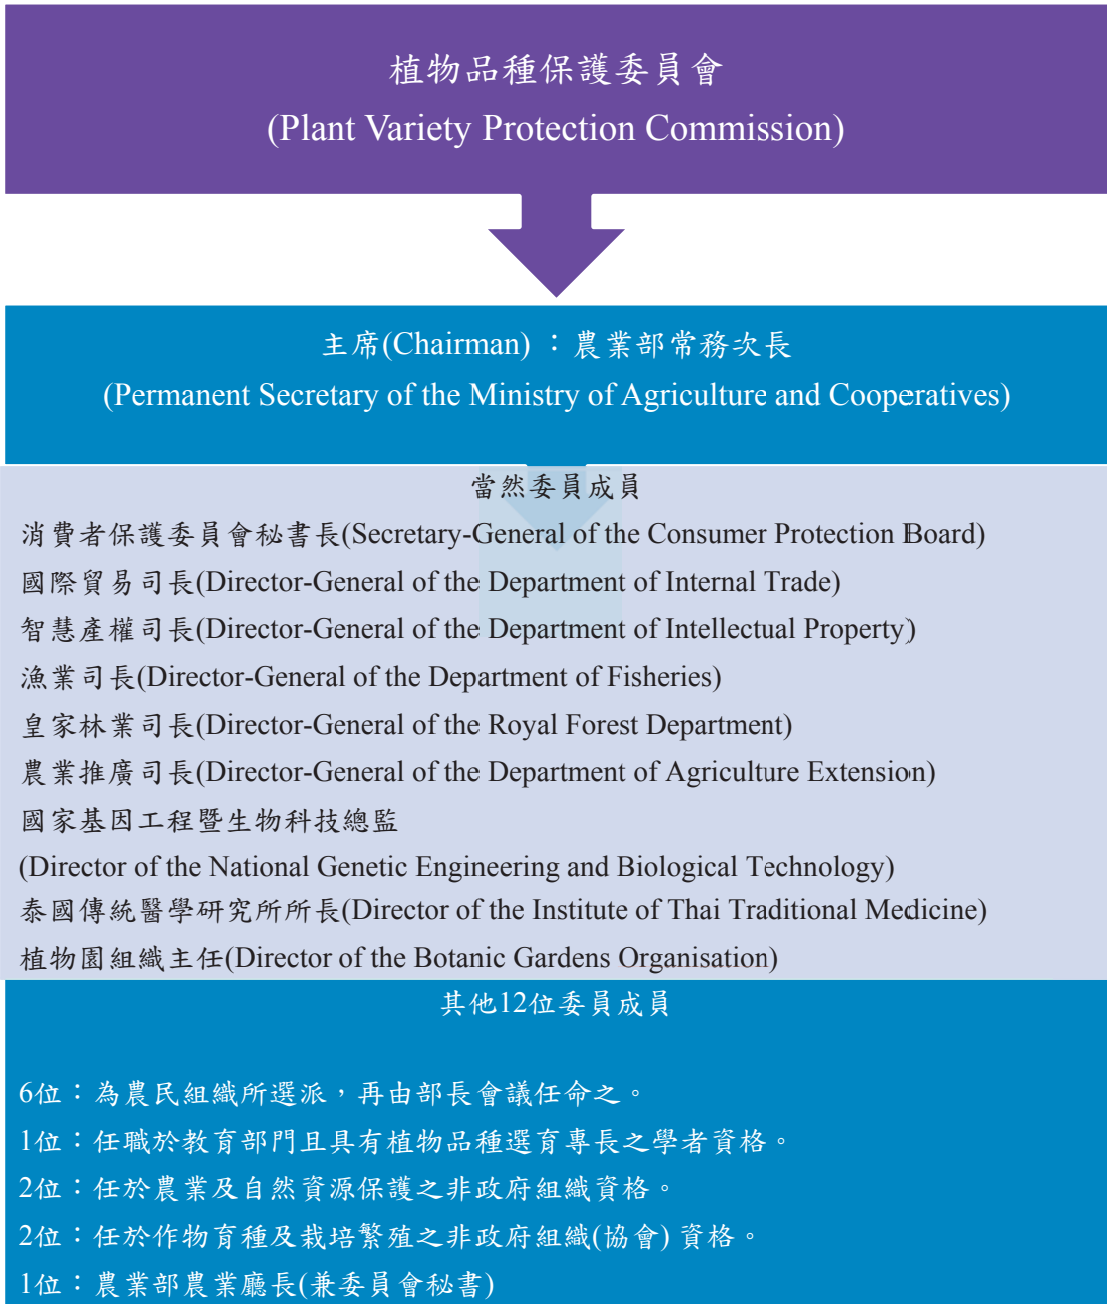 植物品種保護委員會
(Plant Variety Protection Commission)
主席(Chairman)：農業部常務次長
(Permanent Secretary of the Ministry of Agriculture and Cooperatives)
當然委員成員
消費者保護委員會秘書長(Secretary-General of the Consumer Protection Board)
國際貿易司長(Director-General of the Department of Internal Trade)
智慧產權司長(Director-General of the Department of Intellectual Property)
漁業司長(Director-General of the Department of Fisheries)
皇家林業司長(Director-General of the Royal Forest Department)
農業推廣司長(Director-General of the Department of Agriculture Extension)
國家基因工程暨生物科技總監
(Director of the National Genetic Engineering and Biological Technology)
泰國傳統醫學研究所所長(Director of the Institute of Thai Traditional Medicine)
植物園組織主任(Director of the Botanic Gardens Organisation)
其他12位委員成員
6位：為農民組織所選派，再由部長會議任命之。
1位：任職於教育部門且具有植物品種選育專長之學者資格。
2位：任於農業及自然資源保護之非政府組織資格。
2位：任於作物育種及栽培繁殖之非政府組織(協會) 資格。
1位：農業部農業廳長(兼委員會秘書)